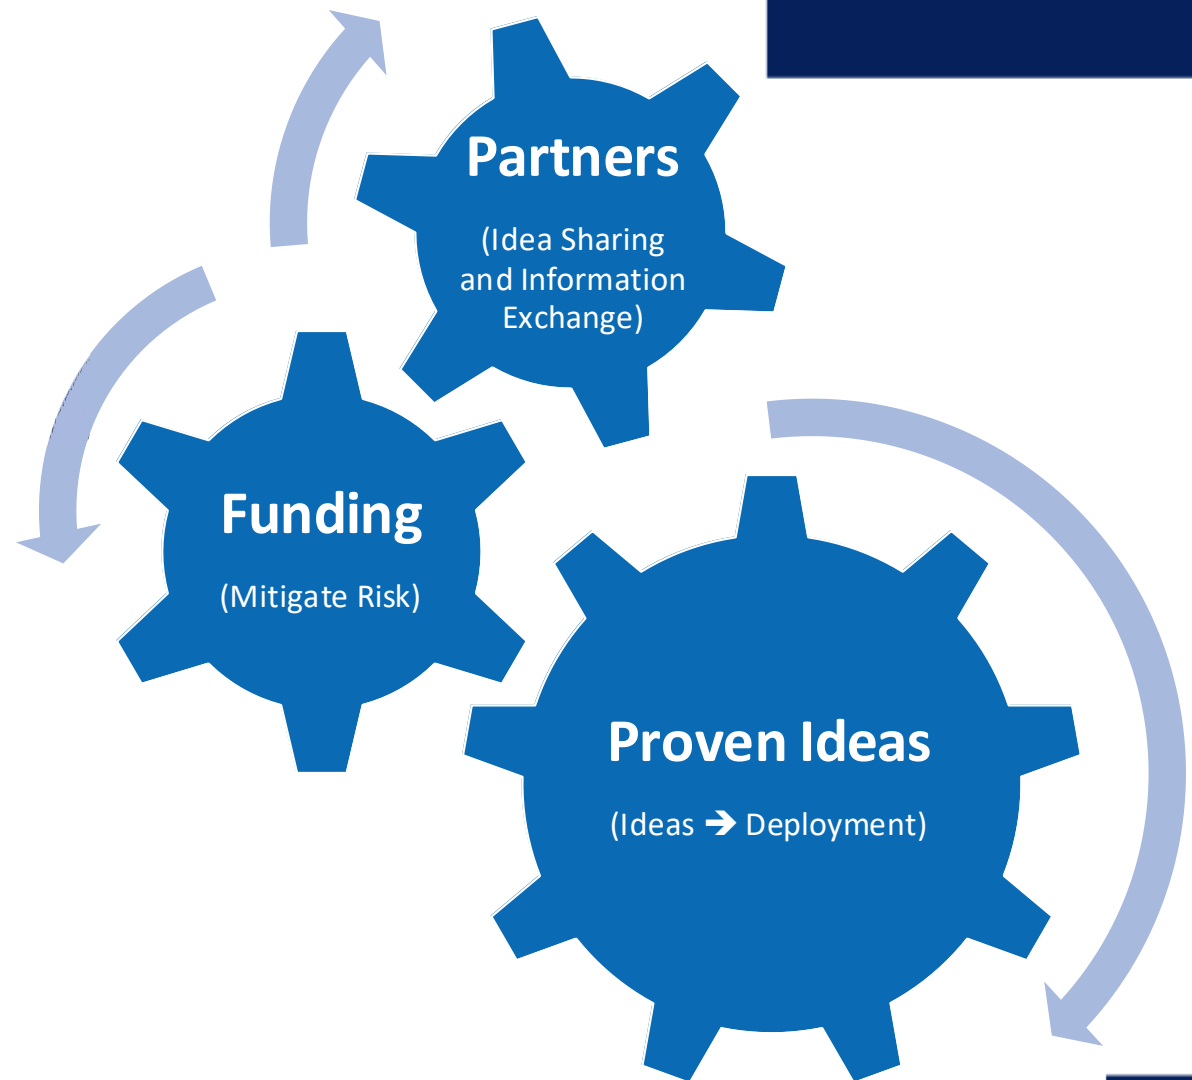 Partners
(Idea Sharing
and Information
Exchange)
Funding
(Mitigate Risk)
Proven Ideas
(Ideas 🡺 Deployment)